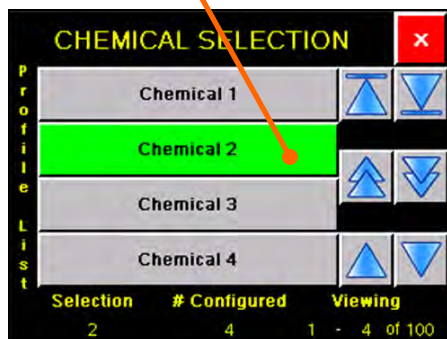 CHEMICAL SELECTION X
Profile List
Chemical 1
Chemical 2
Chemical 3
Chemical 4
Selection # Configured Viewing
2 4 1 - 4 of 100